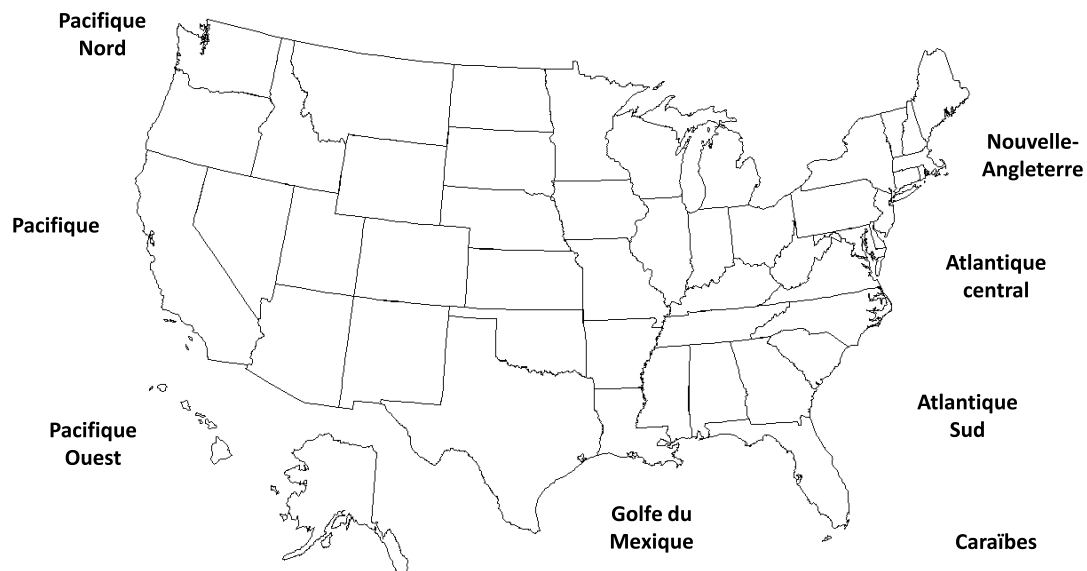 Pacifique
Nord
Nouvelle-
Angleterre
Pacifique
Atlantique
central
Atlantique
Sud
Pacifique
Ouest
Golfe du
Mexique
Caraïbes